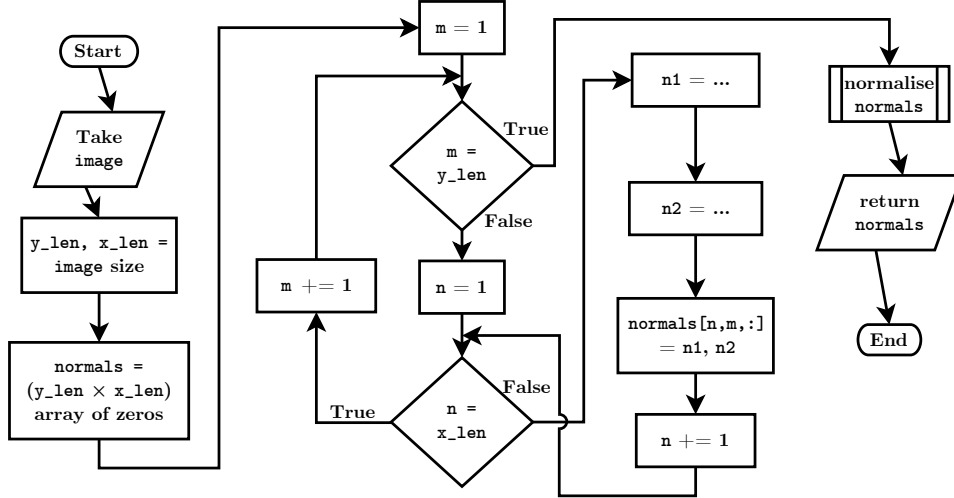 Start
Take
image
y_len, x_len =
image size
normals =
(y_len × x_len)
array of zeros
m = 1
m =
y_len
True
False
n = 1
n =
x_len
True
False
m += 1
n1 = ...
n2 = ...
normals[n,m,:]
= n1, n2
n += 1
normalise
normals
return
normals
End